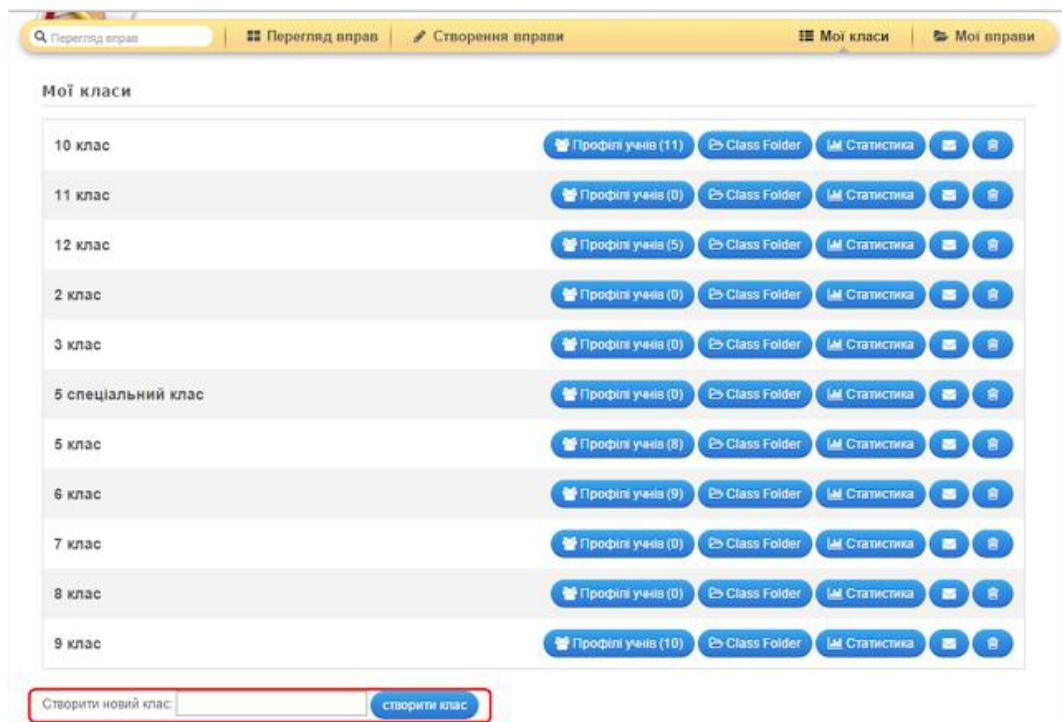 Перегляд вправ Перегляд вправ Створення вправи Мої класи Мої вправи
Мої класи
10 клас Профілі учнів (11) Class Folder Статистика
11 клас Профілі учнів (0) Class Folder Статистика
12 клас Профілі учнів (5) Class Folder Статистика
2 клас Профілі учнів (0) Class Folder Статистика
3 клас Профілі учнів (0) Class Folder Статистика
5 спеціальний клас Профілі учнів (0) Class Folder Статистика
5 клас Профілі учнів (8) Class Folder Статистика
6 клас Профілі учнів (9) Class Folder Статистика
7 клас Профілі учнів (0) Class Folder Статистика
8 клас Профілі учнів (0) Class Folder Статистика
9 клас Профілі учнів (10) Class Folder Статистика
Створити новий клас: створити клас